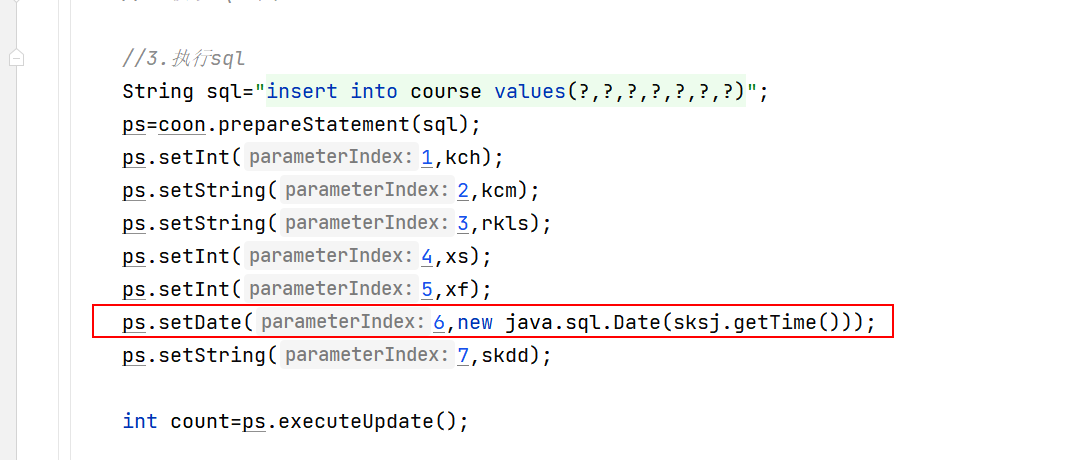 //3.执行sql
String sql="insert into course values(?,?,?,?,?,?,?)";
ps=coon.prepareStatement(sql);
ps.setInt( parameterIndex: 1,kch);
ps.setString( parameterIndex: 2,kcm);
ps.setString( parameterIndex: 3,rkls);
ps.setInt( parameterIndex: 4,xs);
ps.setInt( parameterIndex: 5,xf);
ps.setDate( parameterIndex: 6,new java.sql.Date(sksj.getTime()));
ps.setString( parameterIndex: 7,skdd);
int count=ps.executeUpdate();